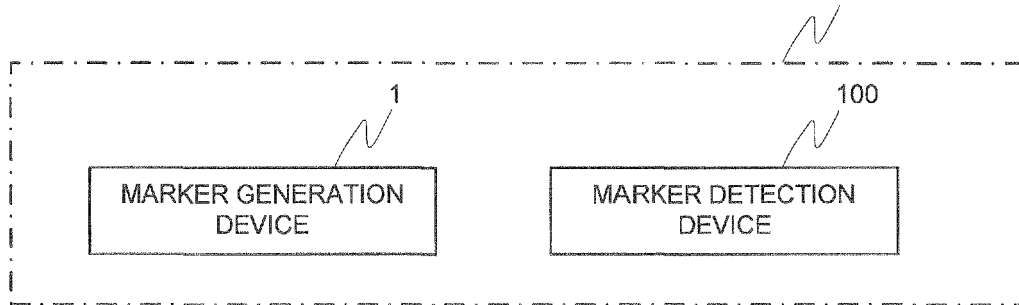 1
100
MARKER GENERATION
DEVICE
MARKER DETECTION
DEVICE